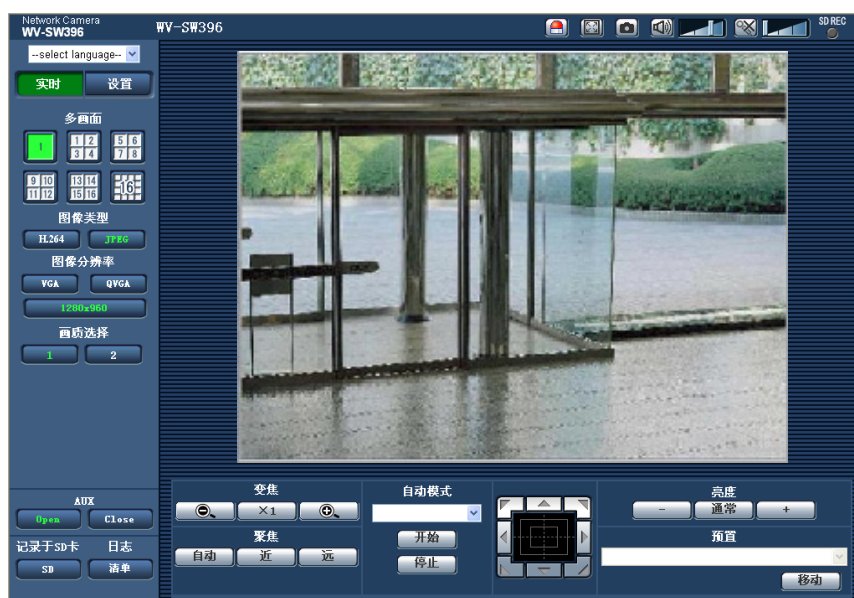 Network Camera
WV-SW396
WV-SW396
SD REC
--select language--
实时 设置
多画面
1
1 2 3 4
5 6 7 8
9 10 11 12
13 14 15 16
16
图像类型
H.264 JPEG
图像分辨率
VGA QVGA
1280x960
画质选择
1 2
AUX
Open Close
记录于SD卡 日志
SD 清单
变焦
×1
聚焦
自动 近 远
自动模式
开始
停止
亮度
- 通常 +
预置
移动